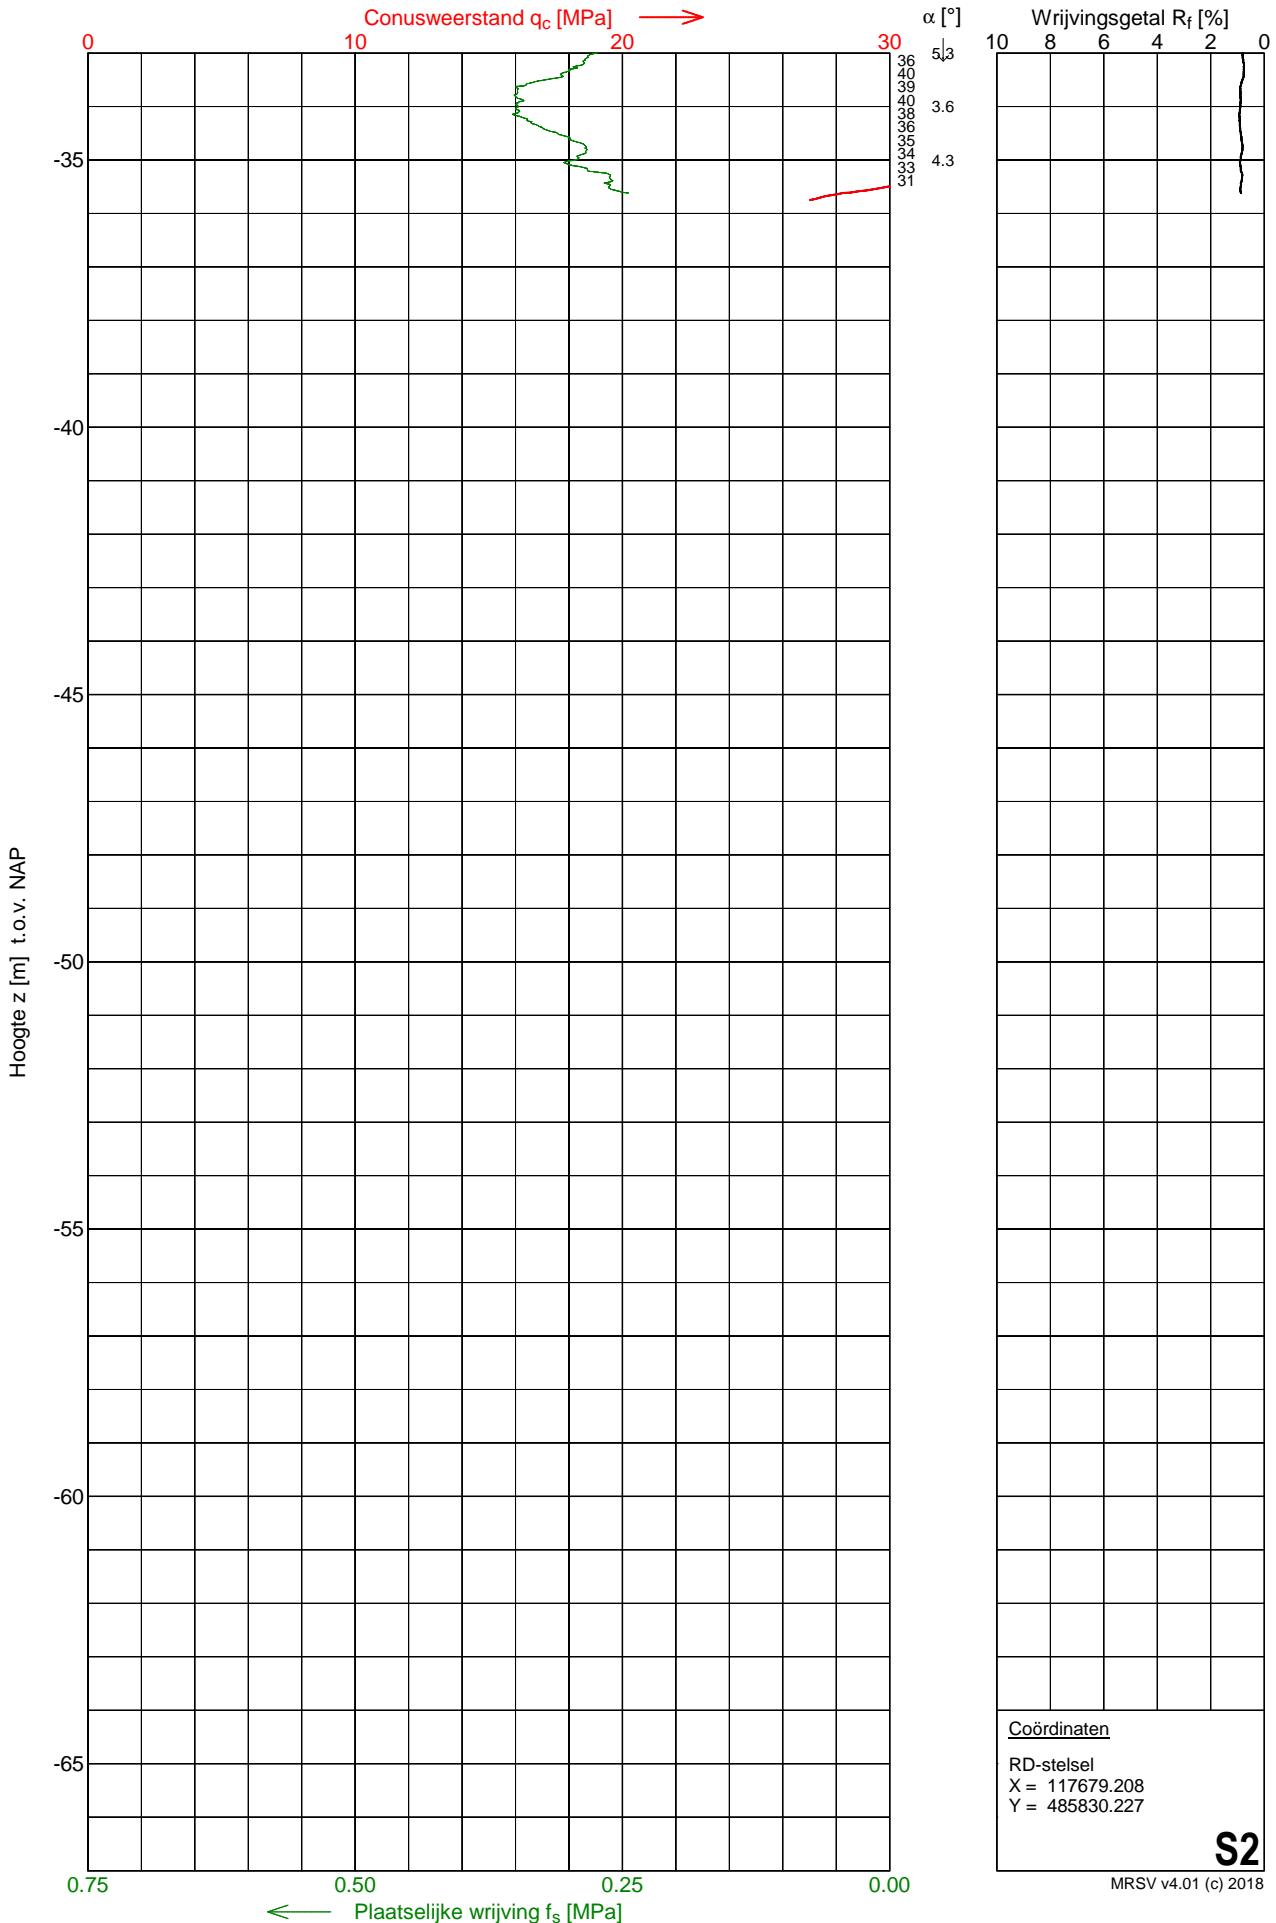 Conusweerstand qc [MPa]
α [°]
Wrijvingsgetal Rf [%]
0 10 20 30
10 8 6 4 2 0
36 5.3
40
39
40 3.6
38
36
35
34 4.3
33
31
-35
-40
-45
-50
-55
-60
-65
Hoogte z [m] t.o.v. NAP
Coördinaten
RD-stelsel
X = 117679.208
Y = 485830.227
S2
0.75 0.50 0.25 0.00
MRSV v4.01 (c) 2018
Plaatselijke wrijving fs [MPa]